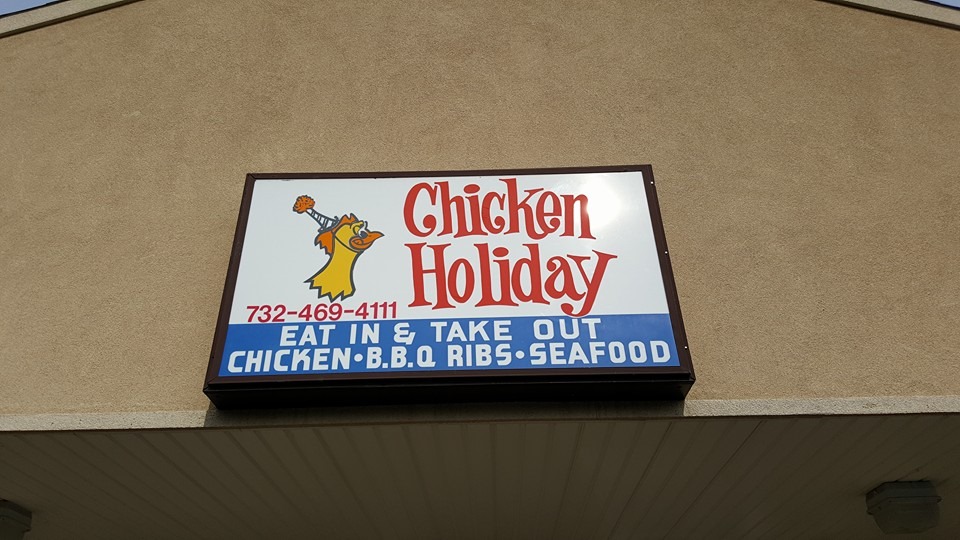 Chicken
Holiday
732-469-4111
EAT IN & TAKE OUT
CHICKEN•B.B.Q RIBS•SEAFOOD